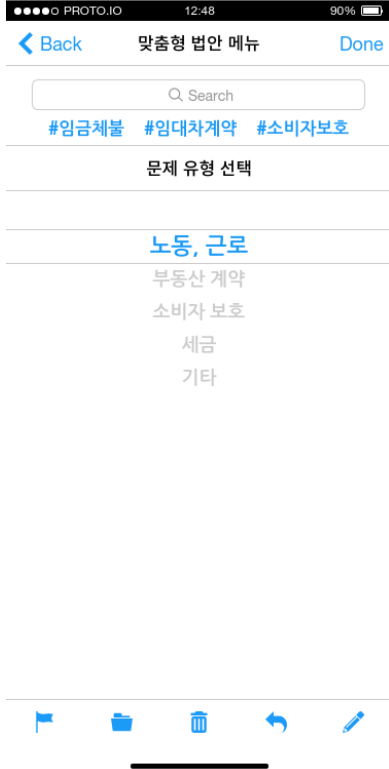 PROTO.IO 12:48 90%
Back 맞춤형 법안 메뉴 Done
Search
#임금체불 #임대차계약 #소비자보호
문제 유형 선택
노동, 근로
부동산 계약
소비자 보호
세금
기타